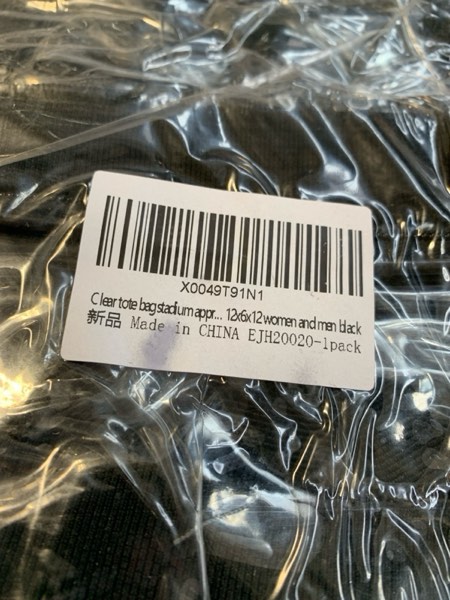 X0049T91N1
Clear tote bag stadium appr... 12x6x12 women and men black
新品 Made in CHINA EJH20020-1pack